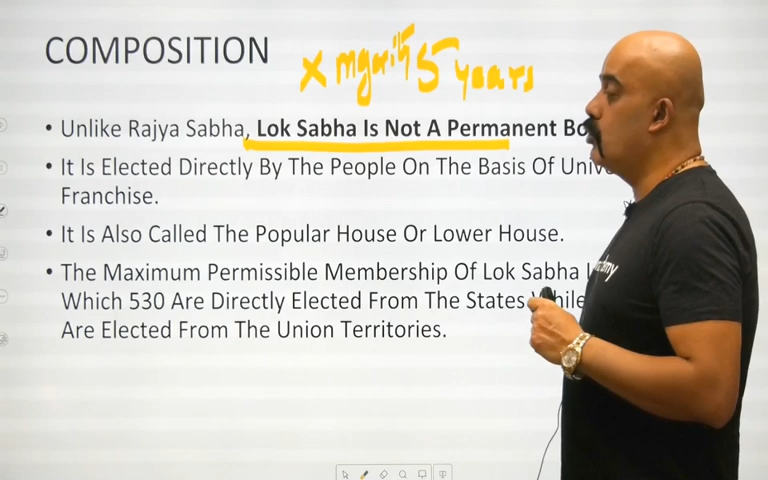 COMPOSITION
5 years
• Unlike Rajya Sabha, Lok Sabha Is Not A Permanent Bo
• It Is Elected Directly By The People On The Basis Of Univ
Franchise.
• It Is Also Called The Popular House Or Lower House.
• The Maximum Permissible Membership Of Lok Sabha
Which 530 Are Directly Elected From The States While
Are Elected From The Union Territories.